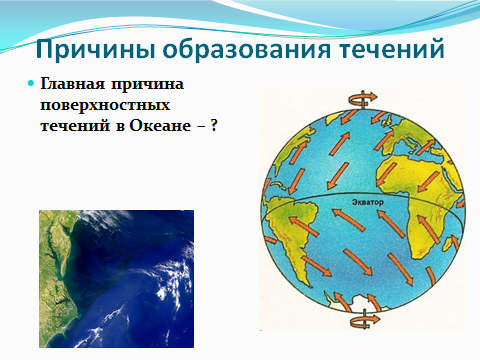 Причины образования течений
Главная причина
поверхностных
течений в Океане – ?
Экватор